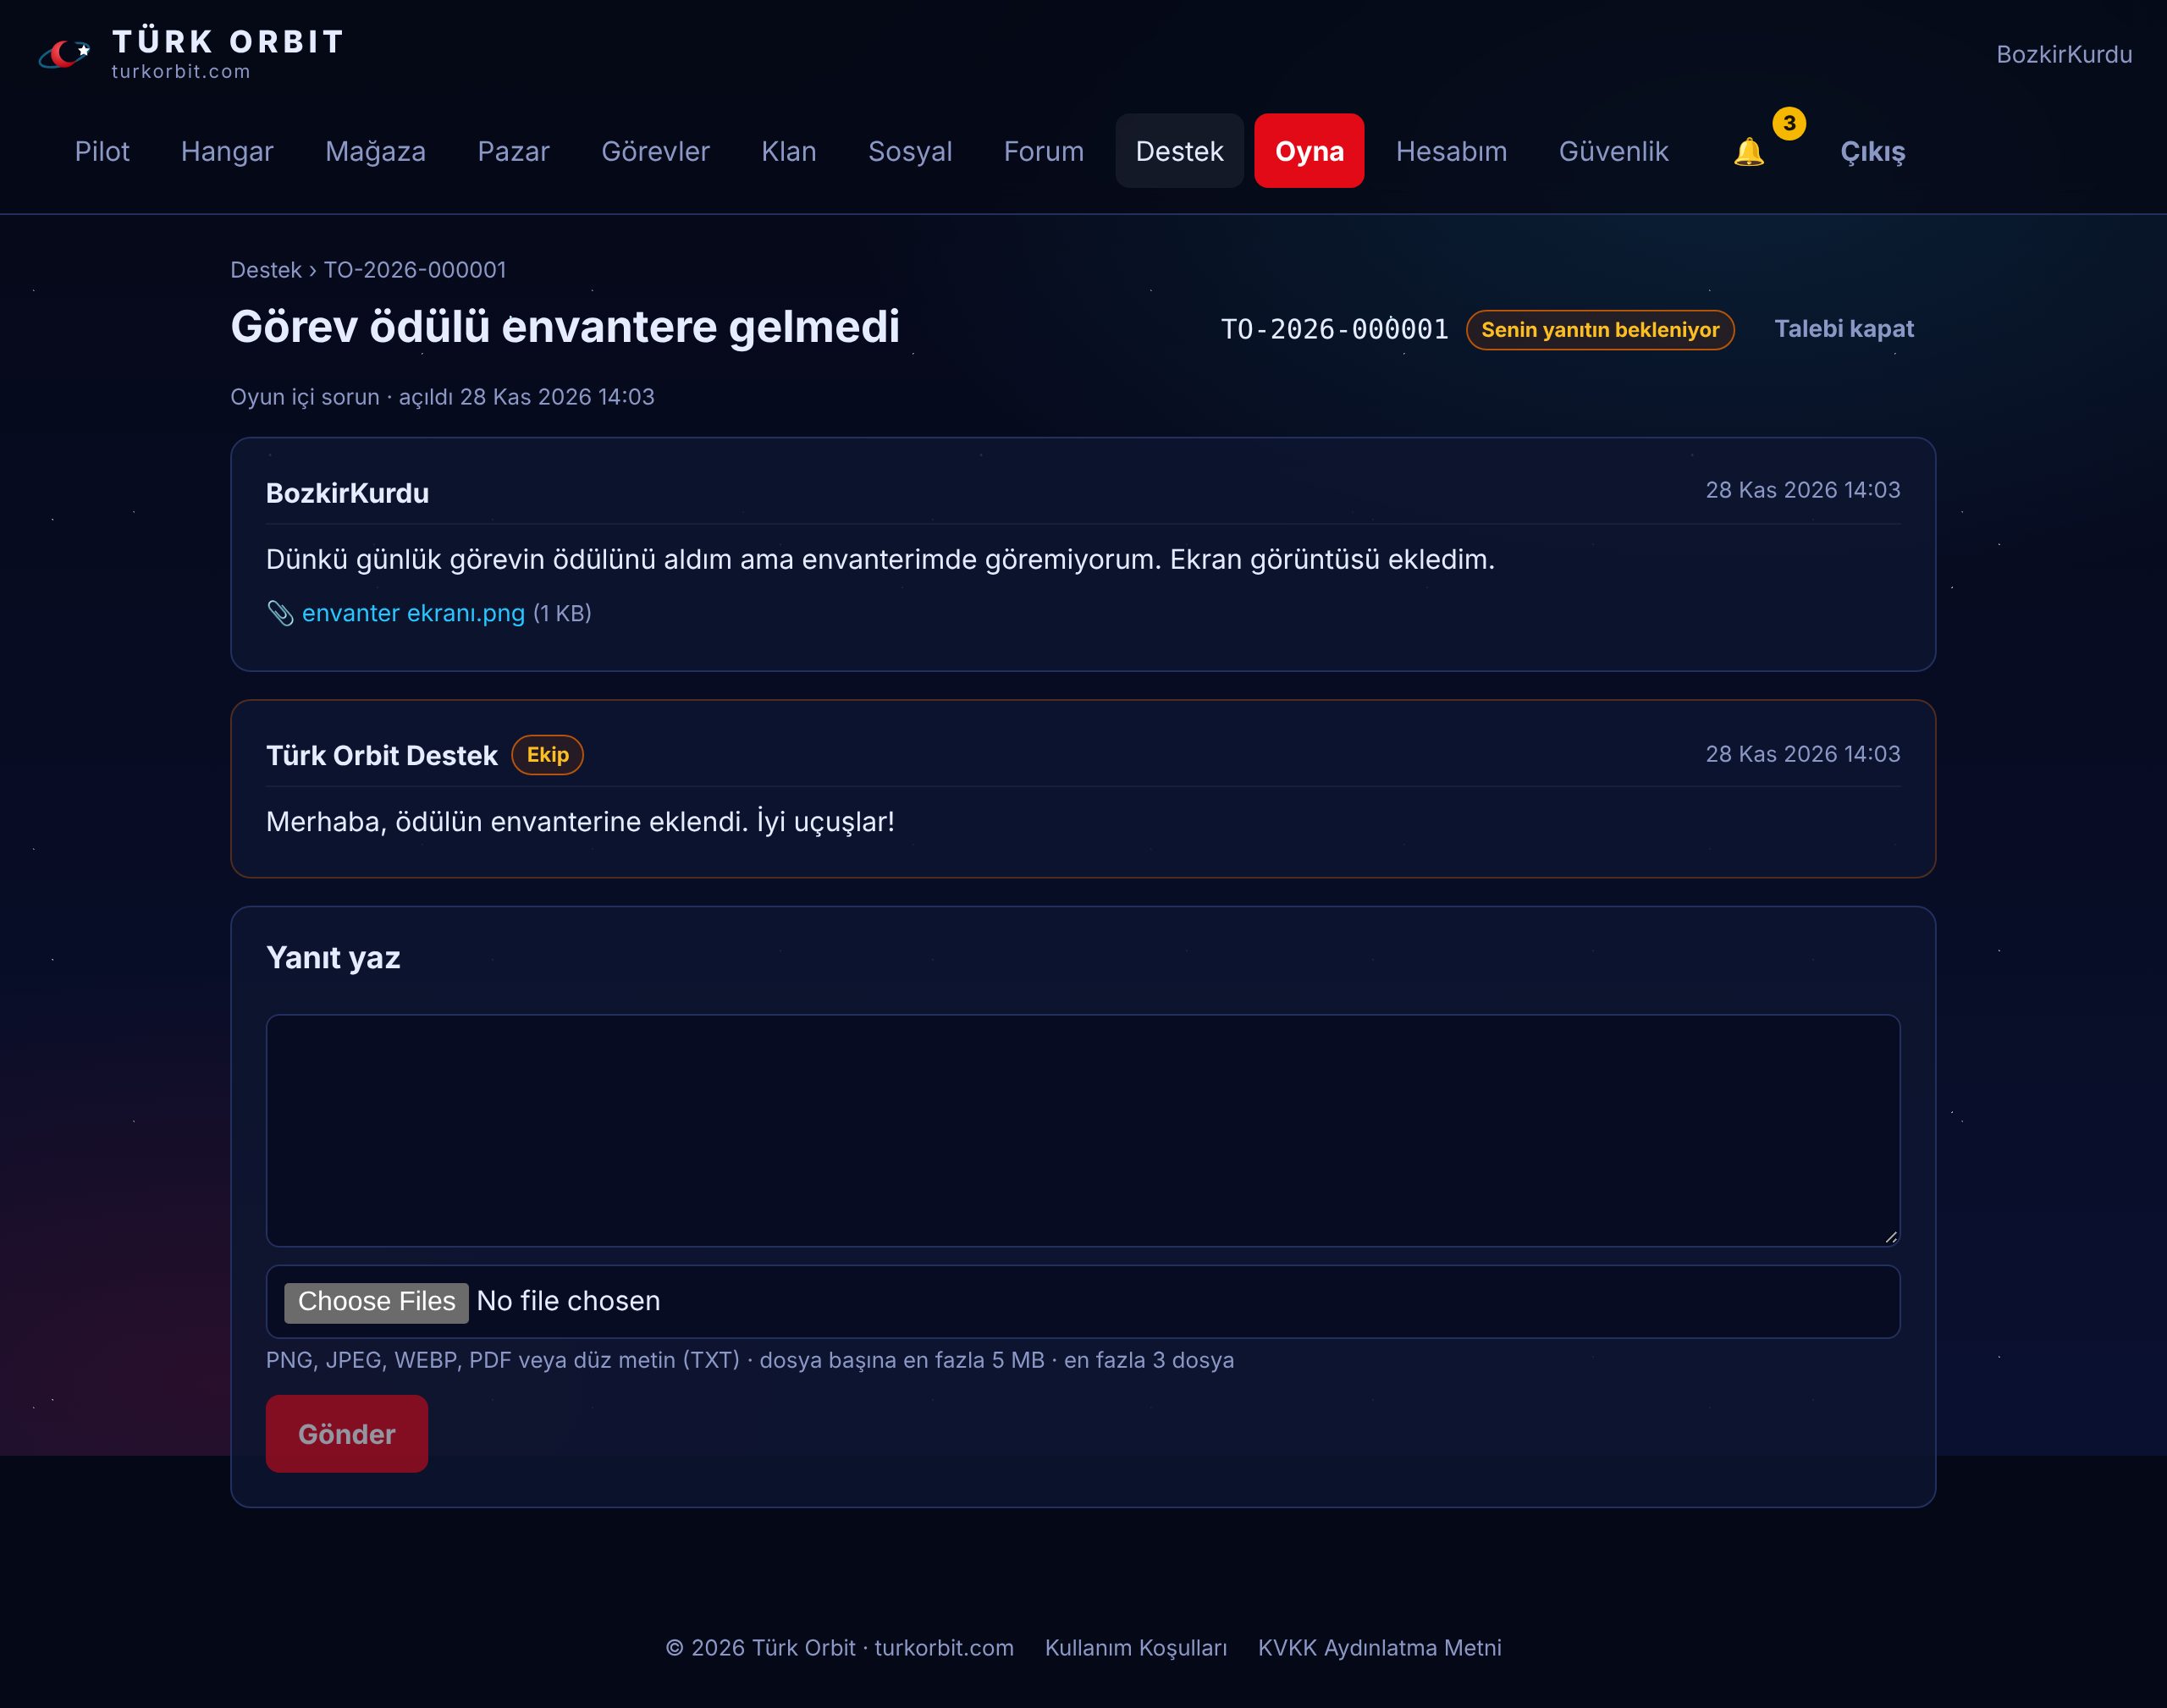 TÜRK ORBIT
turkorbit.com
BozkirKurdu
Pilot Hangar Mağaza Pazar Görevler Klan Sosyal Forum Destek Oyna Hesabım Güvenlik 🔔 3 Çıkış
Destek › TO-2026-000001
Görev ödülü envantere gelmedi
TO-2026-000001 Senin yanıtın bekleniyor Talebi kapat
Oyun içi sorun · açıldı 28 Kas 2026 14:03
BozkirKurdu 28 Kas 2026 14:03
Dünkü günlük görevin ödülünü aldım ama envanterimde göremiyorum. Ekran görüntüsü ekledim.
📎 envanter ekranı.png (1 KB)
Türk Orbit Destek Ekip 28 Kas 2026 14:03
Merhaba, ödülün envanterine eklendi. İyi uçuşlar!
Yanıt yaz
Choose Files No file chosen
PNG, JPEG, WEBP, PDF veya düz metin (TXT) · dosya başına en fazla 5 MB · en fazla 3 dosya
Gönder
© 2026 Türk Orbit · turkorbit.com Kullanım Koşulları KVKK Aydınlatma Metni